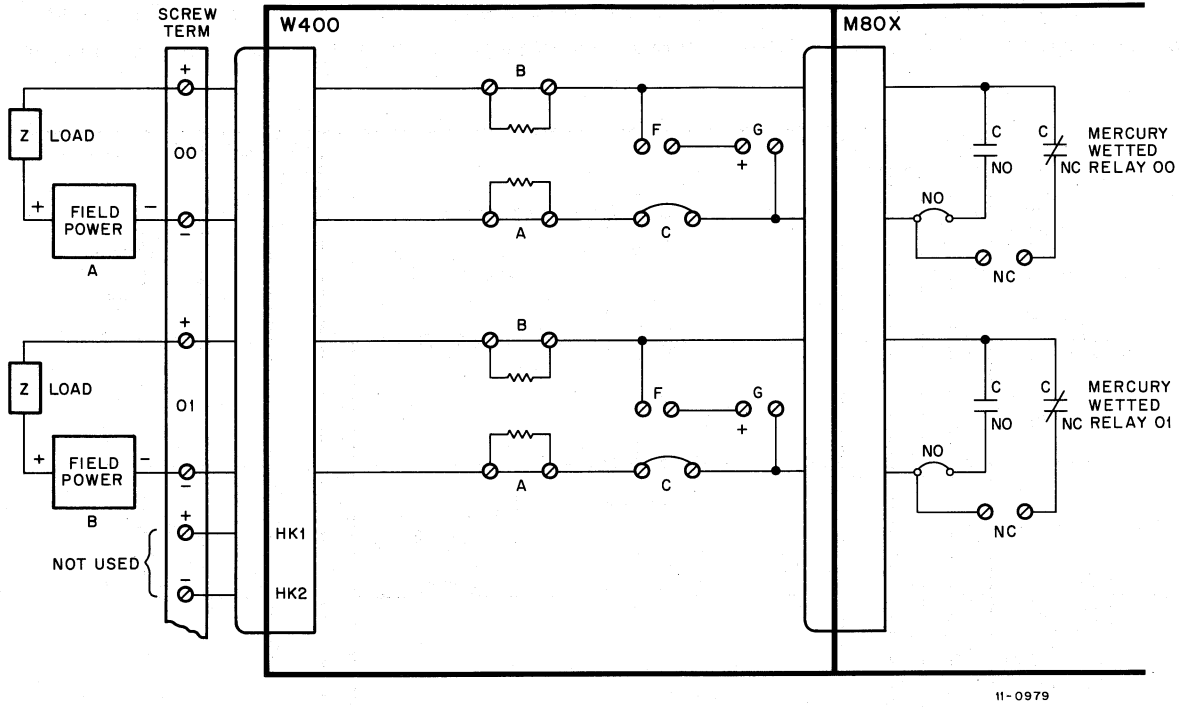 SCREW
TERM
W400
M80X
+
B
Z LOAD
00
F
G
+
C
NO
C
NC
MERCURY
WETTED
RELAY 00
+
FIELD
POWER
−
−
A
A
C
NO
NC
+
B
Z LOAD
01
F
G
+
C
NO
C
NC
MERCURY
WETTED
RELAY 01
+
FIELD
POWER
−
−
B
A
C
NO
NC
+
HK1
NOT USED
−
HK2
11-0979